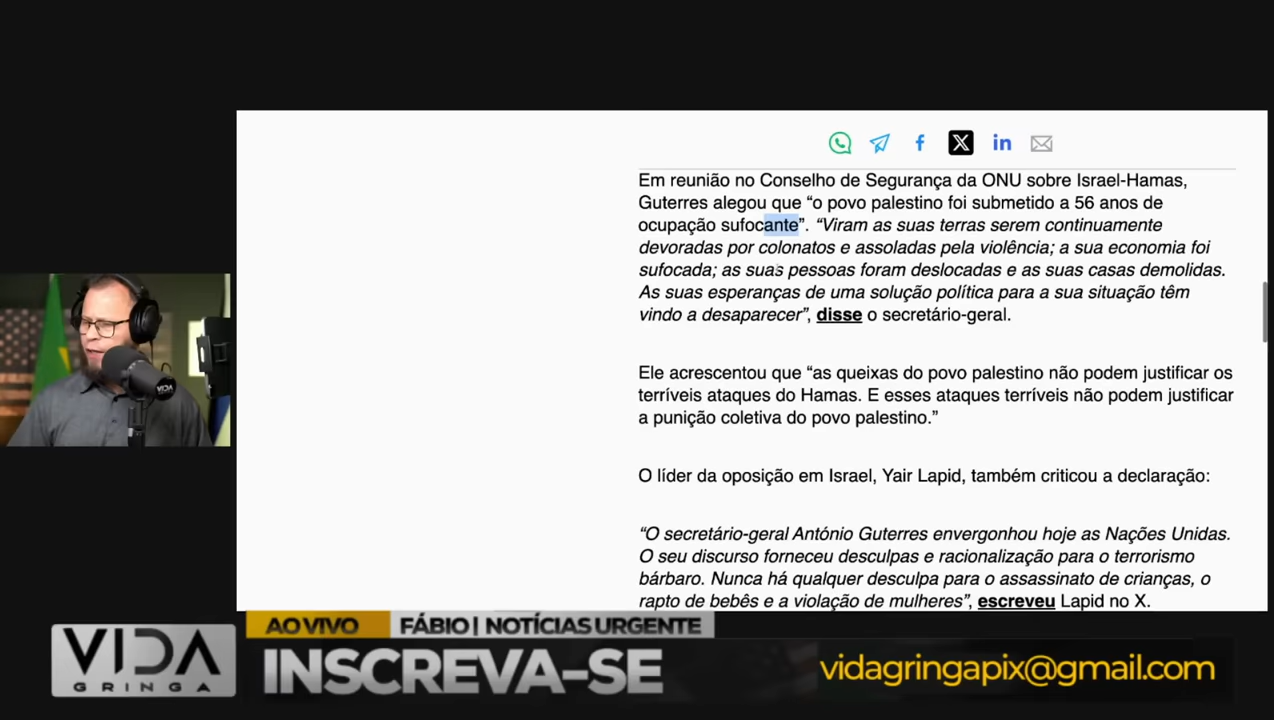 Em reunião no Conselho de Segurança da ONU sobre Israel-Hamas,
Guterres alegou que “o povo palestino foi submetido a 56 anos de
ocupação sufocante”. “Viram as suas terras serem continuamente
devoradas por colonatos e assoladas pela violência; a sua economia foi
sufocada; as suas pessoas foram deslocadas e as suas casas demolidas.
As suas esperanças de uma solução política para a sua situação têm
vindo a desaparecer”, disse o secretário-geral.
Ele acrescentou que “as queixas do povo palestino não podem justificar os
terríveis ataques do Hamas. E esses ataques terríveis não podem justificar
a punição coletiva do povo palestino.”
O líder da oposição em Israel, Yair Lapid, também criticou a declaração:
“O secretário-geral António Guterres envergonhou hoje as Nações Unidas.
O seu discurso forneceu desculpas e racionalização para o terrorismo
bárbaro. Nunca há qualquer desculpa para o assassinato de crianças, o
rapto de bebês e a violação de mulheres”, escreveu Lapid no X.
AO VIVO FÁBIO | NOTÍCIAS URGENTE
VIDA
GRINGA
INSCREVA-SE
vidagringapix@gmail.com